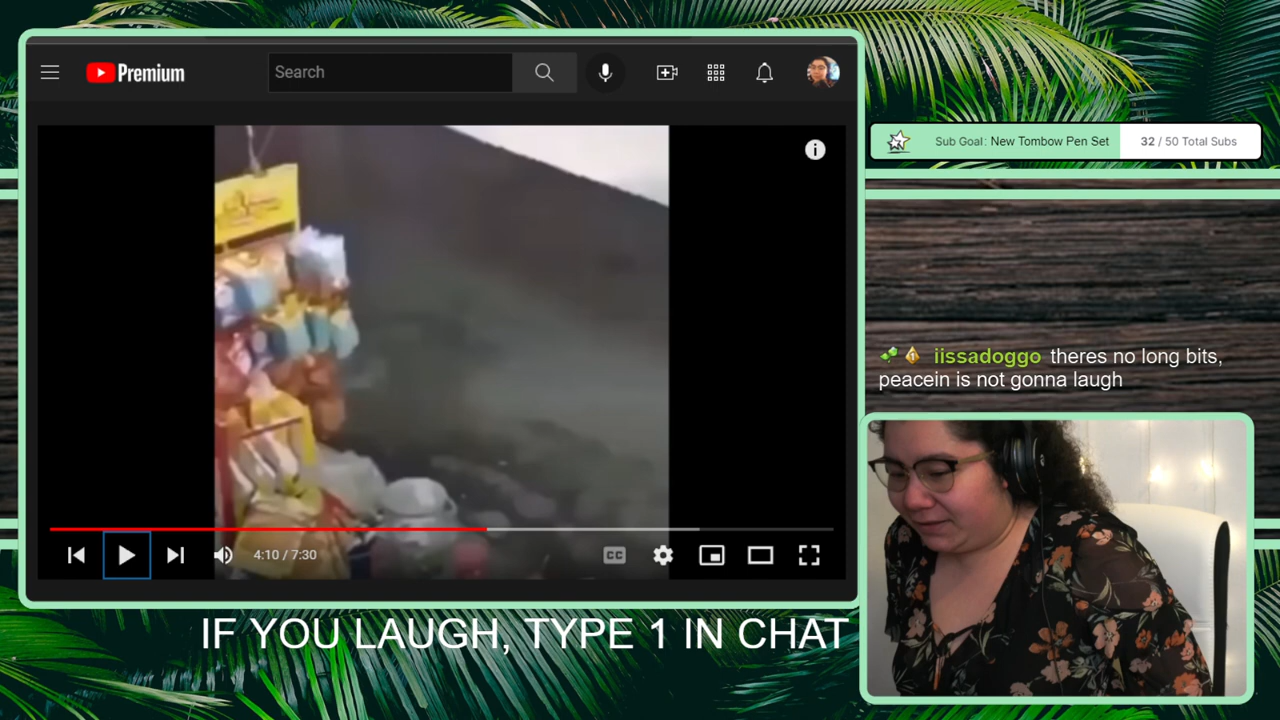 Premium
Search
Sub Goal: New Tombow Pen Set
32 / 50 Total Subs
iissadoggo theres no long bits,
peacein is not gonna laugh
4:10 / 7:30
CC
IF YOU LAUGH, TYPE 1 IN CHAT